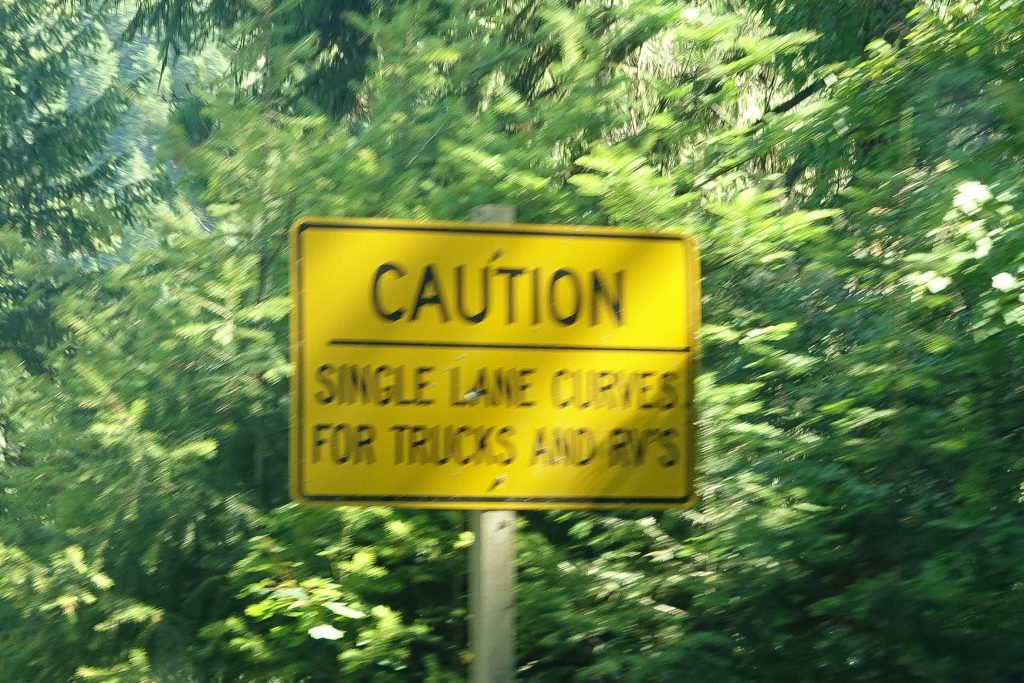 CAUTION
SINGLE LANE CURVES
FOR TRUCKS AND RV'S